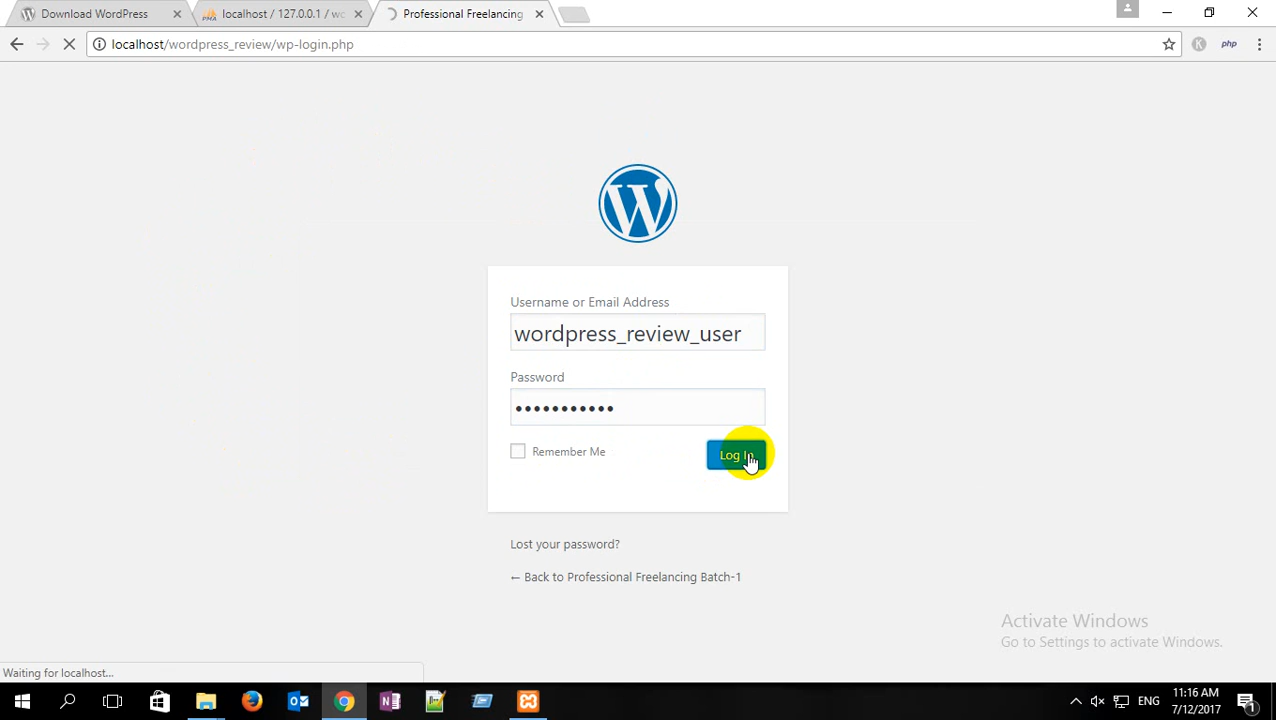 Download WordPress
localhost / 127.0.0.1 / wc
Professional Freelancing
localhost/wordpress_review/wp-login.php
php
Username or Email Address
wordpress_review_user
Password
Remember Me
Log In
Lost your password?
← Back to Professional Freelancing Batch-1
Activate Windows
Go to Settings to activate Windows.
Waiting for localhost...
ENG
11:16 AM
7/12/2017